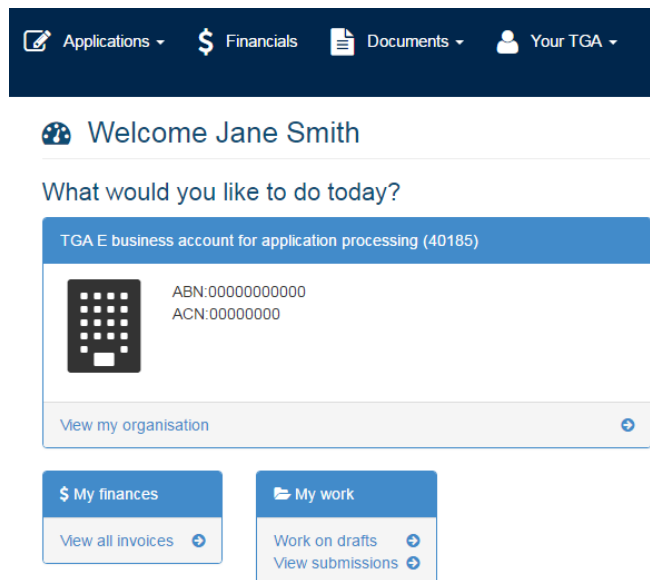 Applications
$ Financials
Documents
Your TGA
Welcome Jane Smith
What would you like to do today?
TGA E business account for application processing (40185)
ABN:00000000000
ACN:00000000
View my organisation
$ My finances
My work
View all invoices
Work on drafts
View submissions